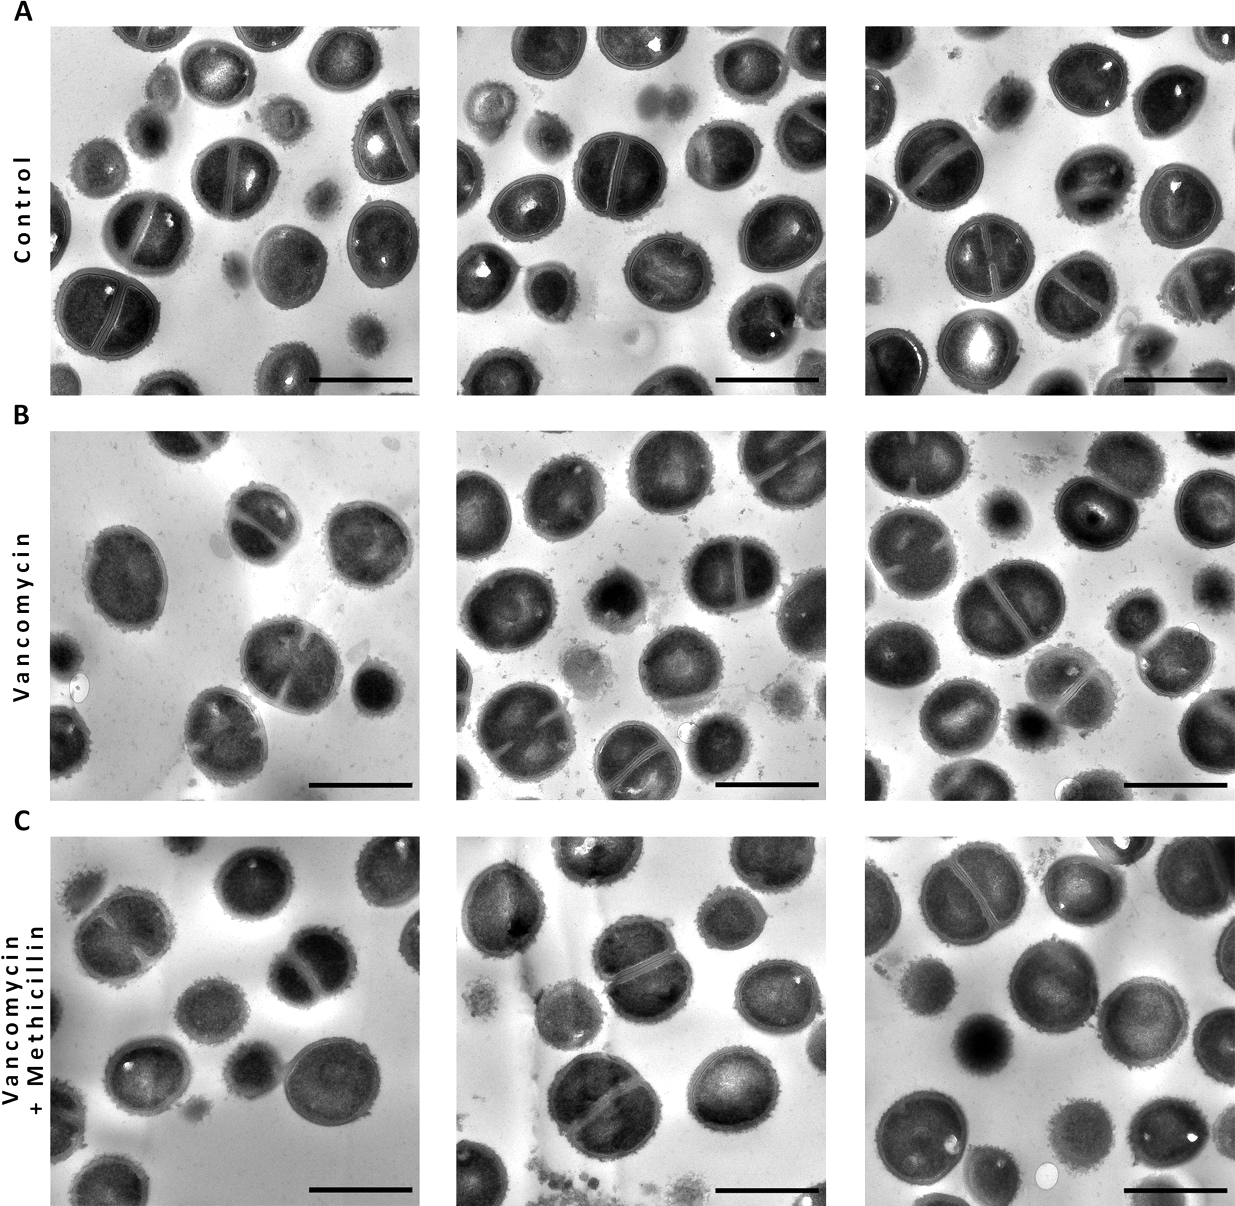 A
Control
B
Vancomycin
C
Vancomycin
+ Methicillin